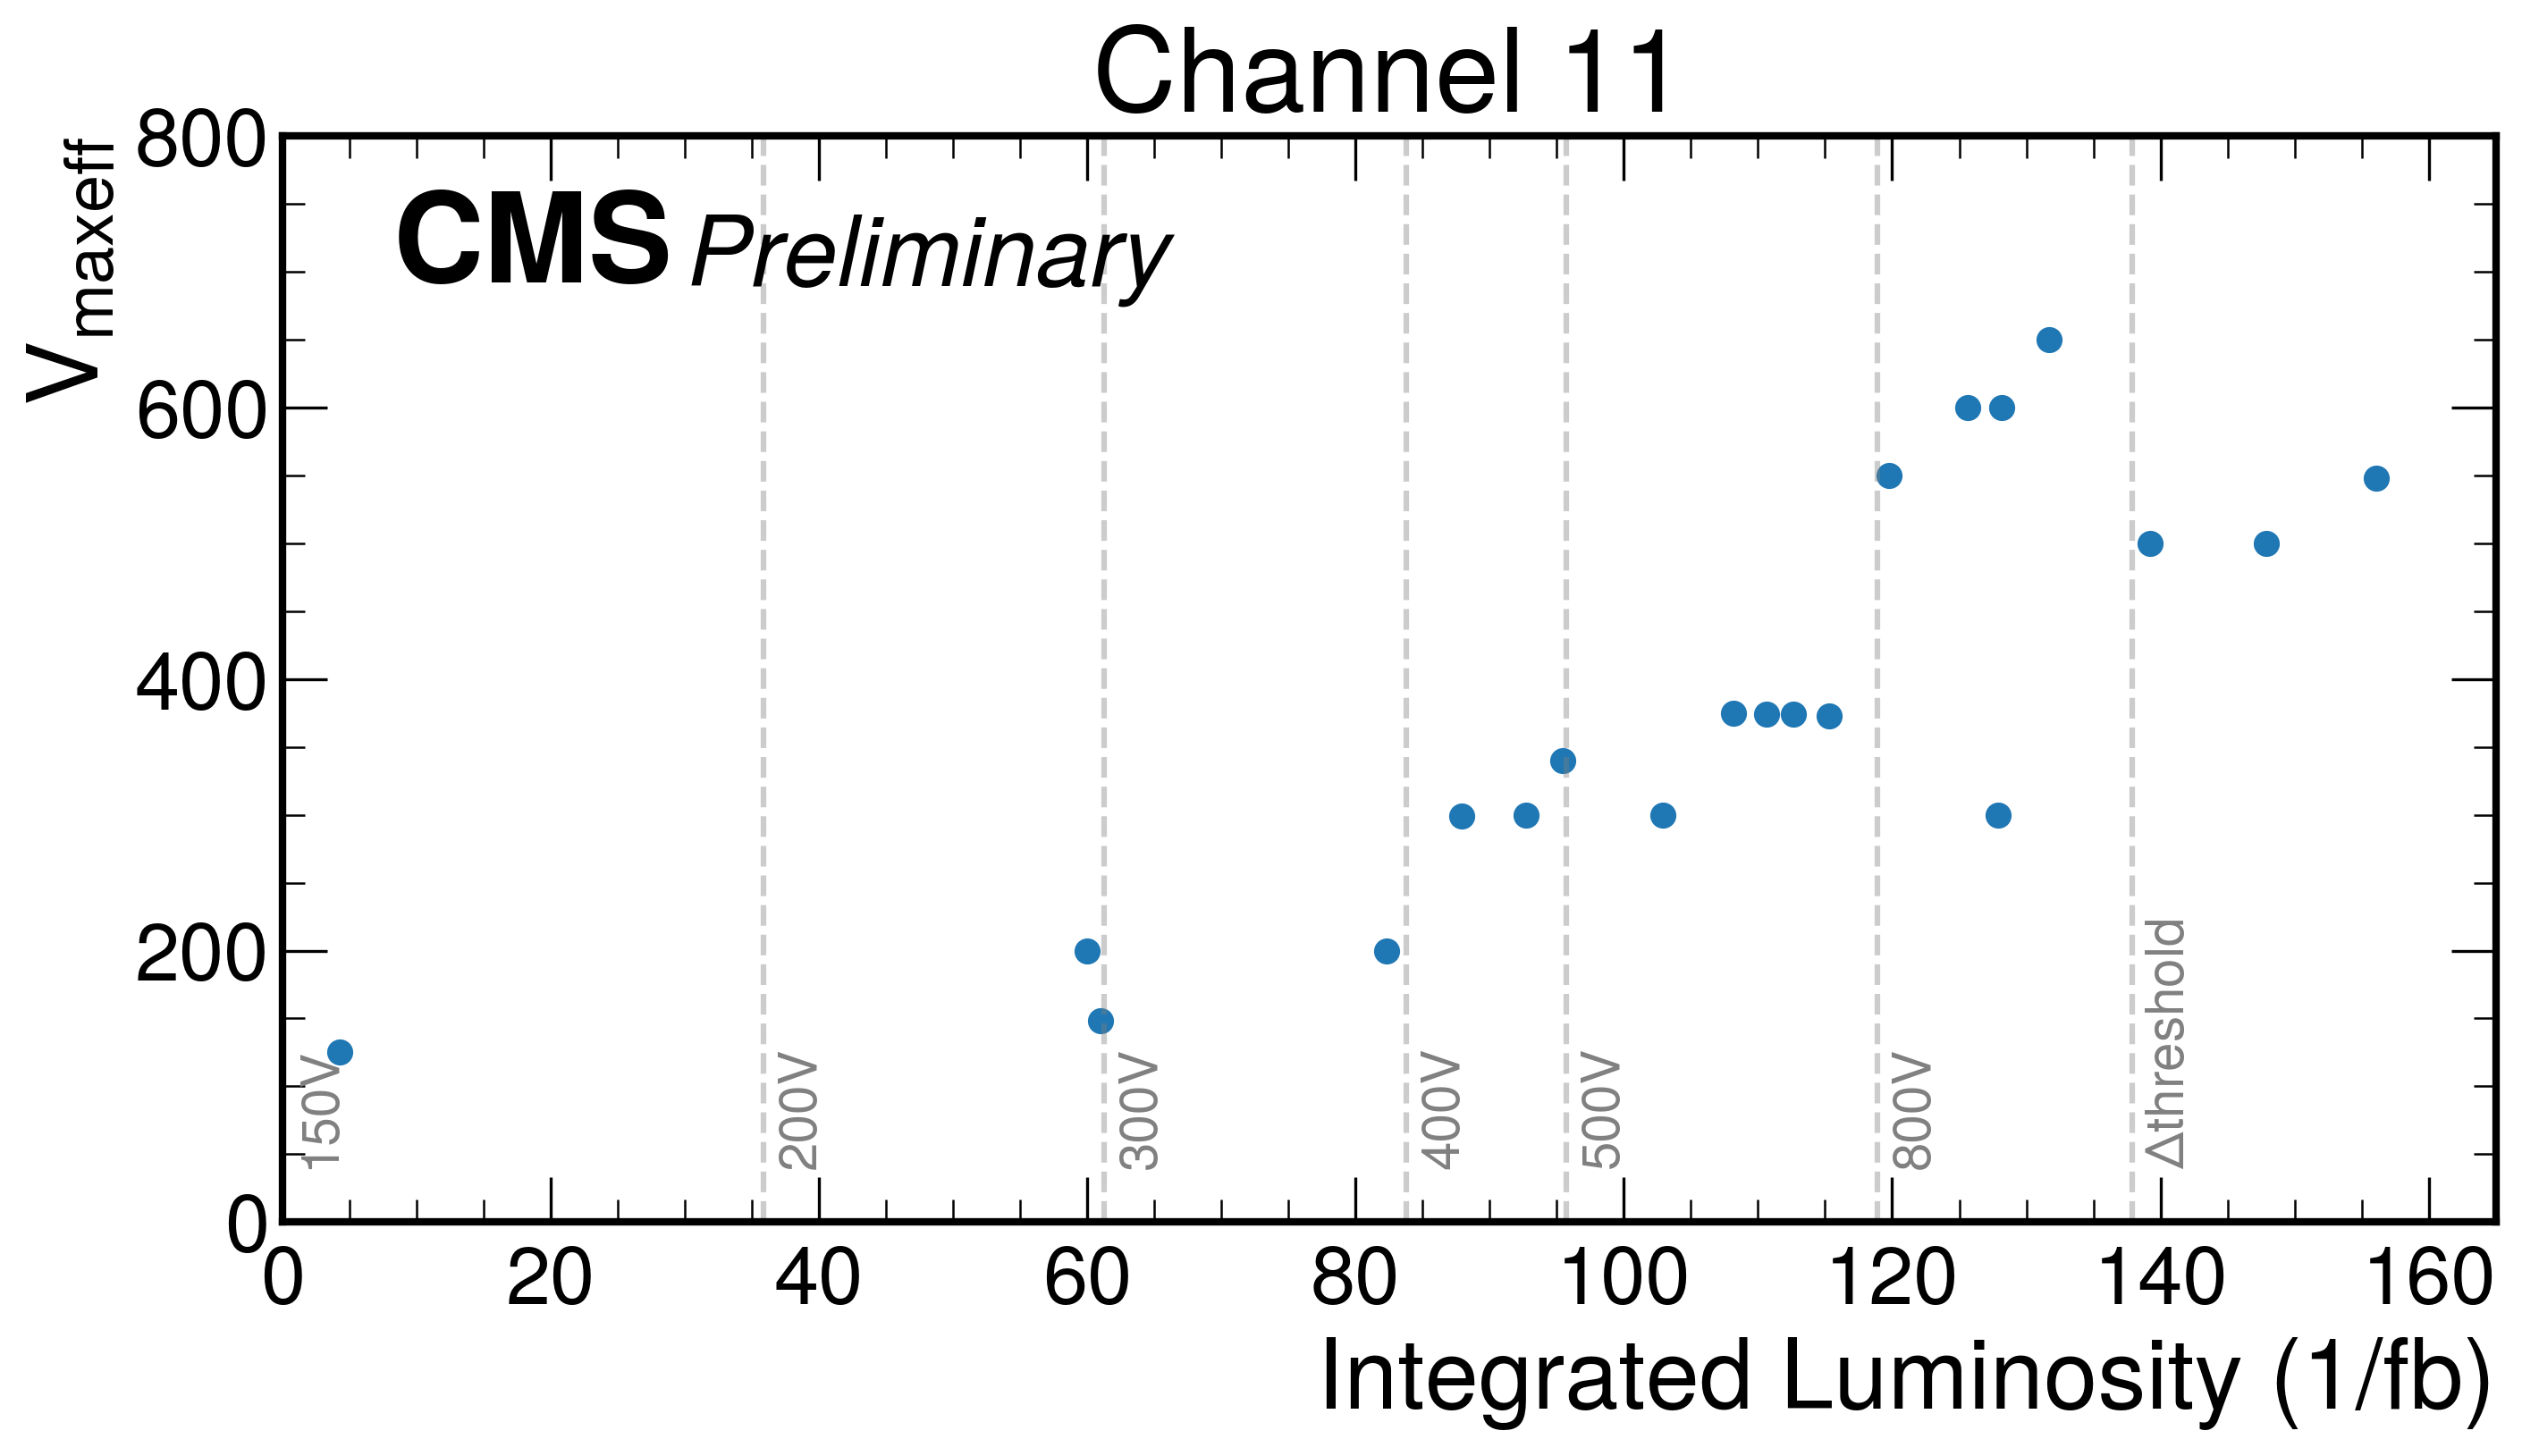 Channel 11
V maxeff
CMS Preliminary
800
600
400
200
0
150V
200V
300V
400V
500V
800V
Δthreshold
0 20 40 60 80 100 120 140 160
Integrated Luminosity (1/fb)